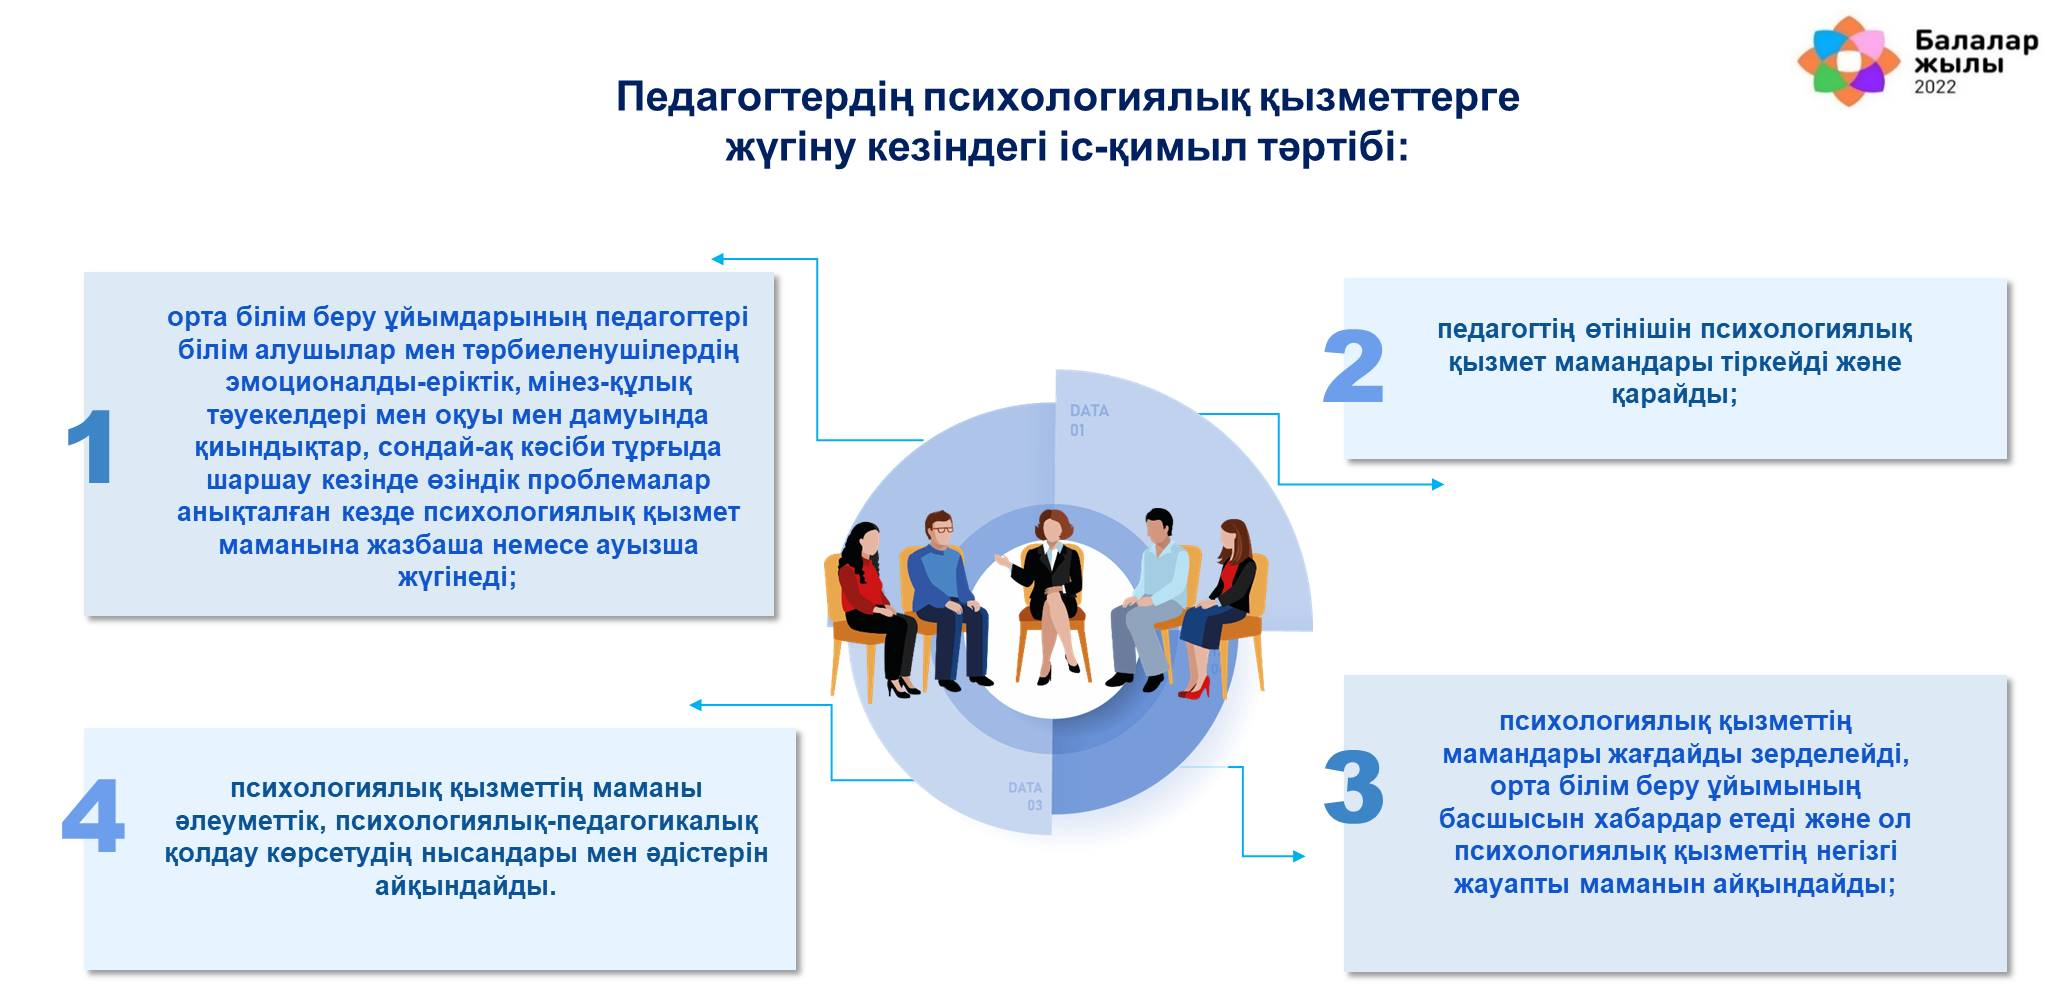 Балалар
жылы
2022
Педагогтердің психологиялық қызметтерге
жүгіну кезіндегі іс-қимыл тәртібі:
1
орта білім беру ұйымдарының педагогтері
білім алушылар мен тәрбиеленушілердің
эмоционалды-еріктік, мінез-құлық
тәуекелдері мен оқуы мен дамуында
қиындықтар, сондай-ақ кәсіби тұрғыда
шаршау кезінде өзіндік проблемалар
анықталған кезде психологиялық қызмет
маманына жазбаша немесе ауызша
жүгінеді;
2
педагогтің өтінішін психологиялық
қызмет мамандары тіркейді және
қарайды;
DATA
01
3
психологиялық қызметтің
мамандары жағдайды зерделейді,
орта білім беру ұйымының
басшысын хабардар етеді және ол
психологиялық қызметтің негізгі
жауапты маманын айқындайды;
4
психологиялық қызметтің маманы
әлеуметтік, психологиялық-педагогикалық
қолдау көрсетудің нысандары мен әдістерін
айқындайды.
DATA
03